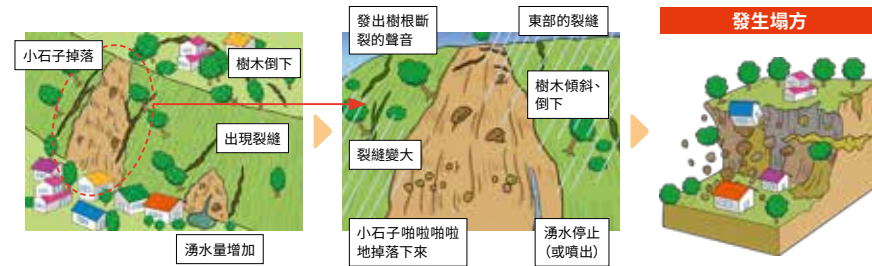 小石子掉落
樹木倒下
出現裂縫
湧水量增加
發出樹根斷
裂的聲音
東部的裂縫
樹木傾斜、
倒下
裂縫變大
小石子啪啦啪啦
地掉落下來
湧水停止
（或噴出）
發生塌方